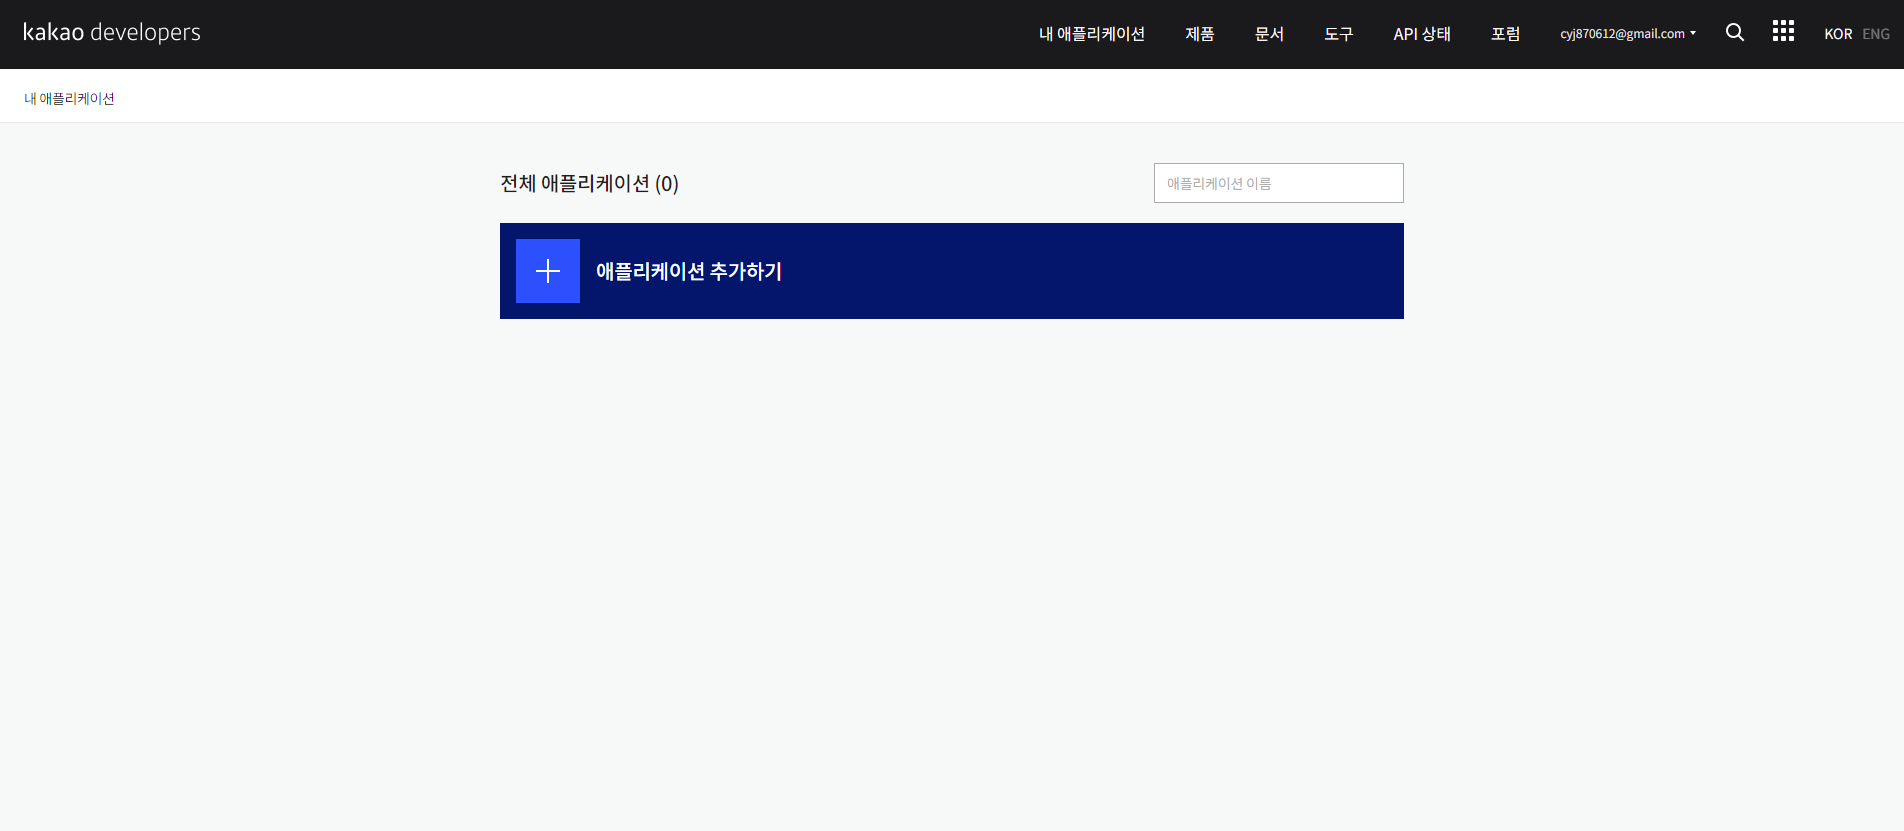 kakao developers
내 애플리케이션 제품 문서 도구 API 상태 포럼 cyj870612@gmail.com KOR ENG
내 애플리케이션
전체 애플리케이션 (0)
애플리케이션 이름
애플리케이션 추가하기